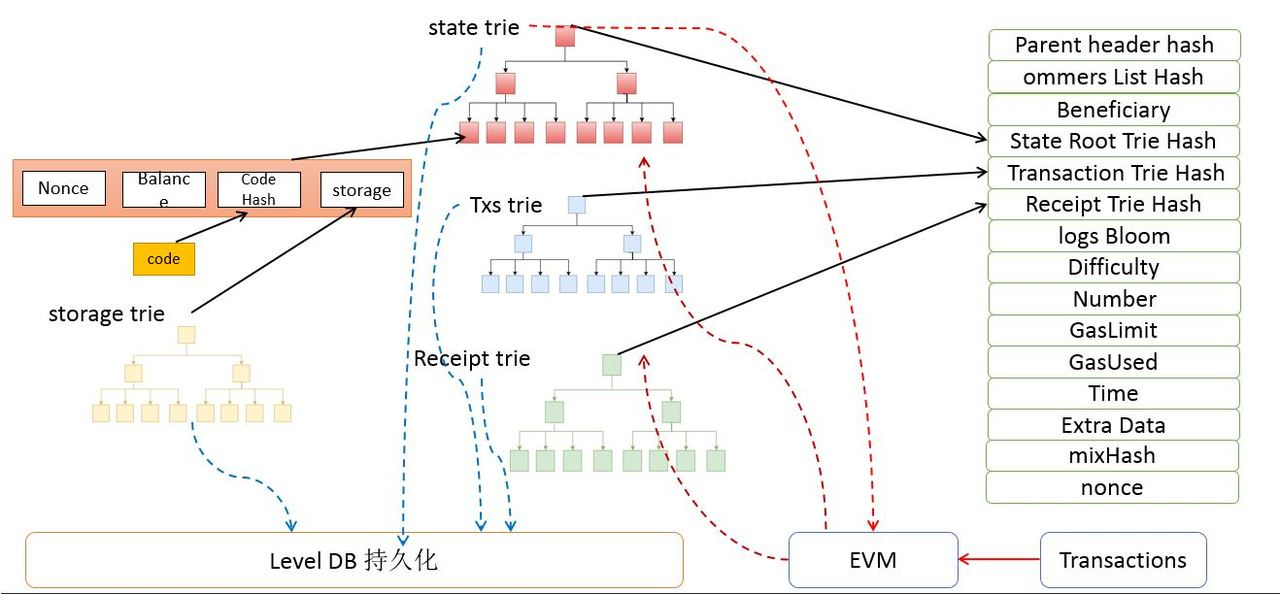 state trie
Nonce
Balanc
e
Code
Hash
storage
code
storage trie
Txs trie
Receipt trie
Parent header hash
ommers List Hash
Beneficiary
State Root Trie Hash
Transaction Trie Hash
Receipt Trie Hash
logs Bloom
Difficulty
Number
GasLimit
GasUsed
Time
Extra Data
mixHash
nonce
Level DB 持久化
EVM
Transactions